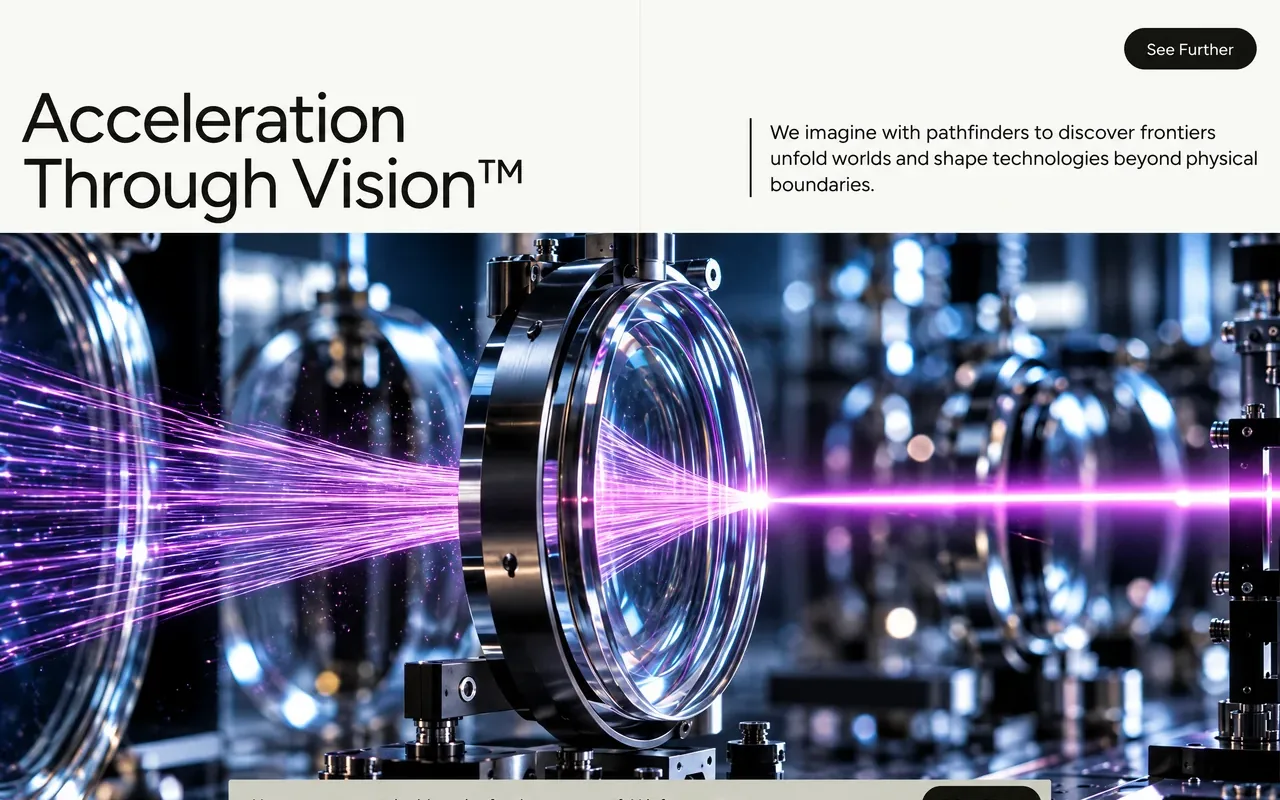 See Further
Acceleration
Through Vision™
We imagine with pathfinders to discover frontiers
unfold worlds and shape technologies beyond physical
boundaries.